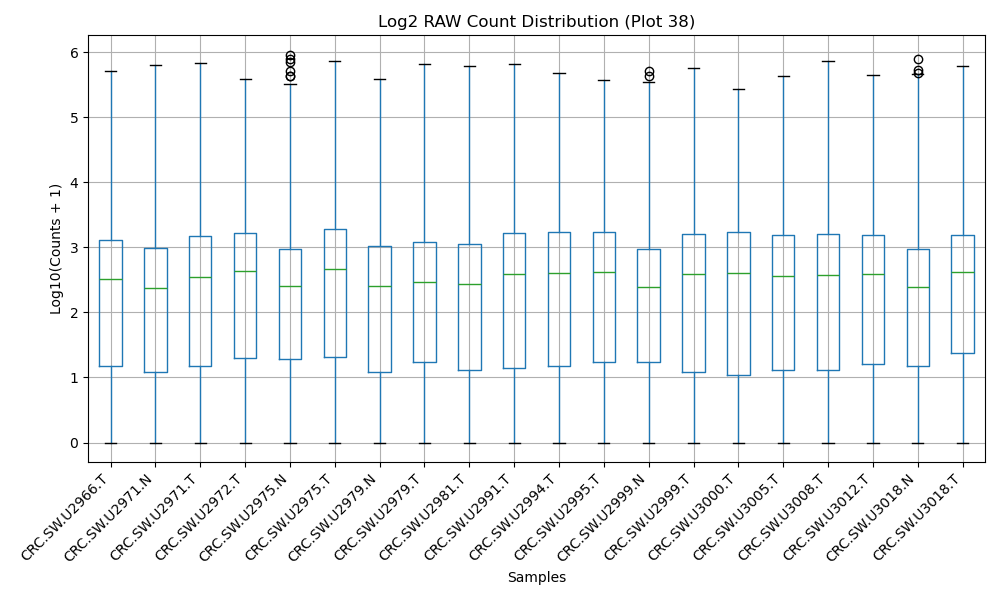 Log2 RAW Count Distribution (Plot 38)
Log10(Counts + 1)
6
5
4
3
2
1
0
CRC.SW.U2966.T
CRC.SW.U2971.N
CRC.SW.U2971.T
CRC.SW.U2972.T
CRC.SW.U2975.N
CRC.SW.U2975.T
CRC.SW.U2979.N
CRC.SW.U2979.T
CRC.SW.U2981.T
CRC.SW.U2991.T
CRC.SW.U2994.T
CRC.SW.U2995.T
CRC.SW.U2999.N
CRC.SW.U2999.T
CRC.SW.U3000.T
CRC.SW.U3005.T
CRC.SW.U3008.T
CRC.SW.U3012.T
CRC.SW.U3018.N
CRC.SW.U3018.T
Samples